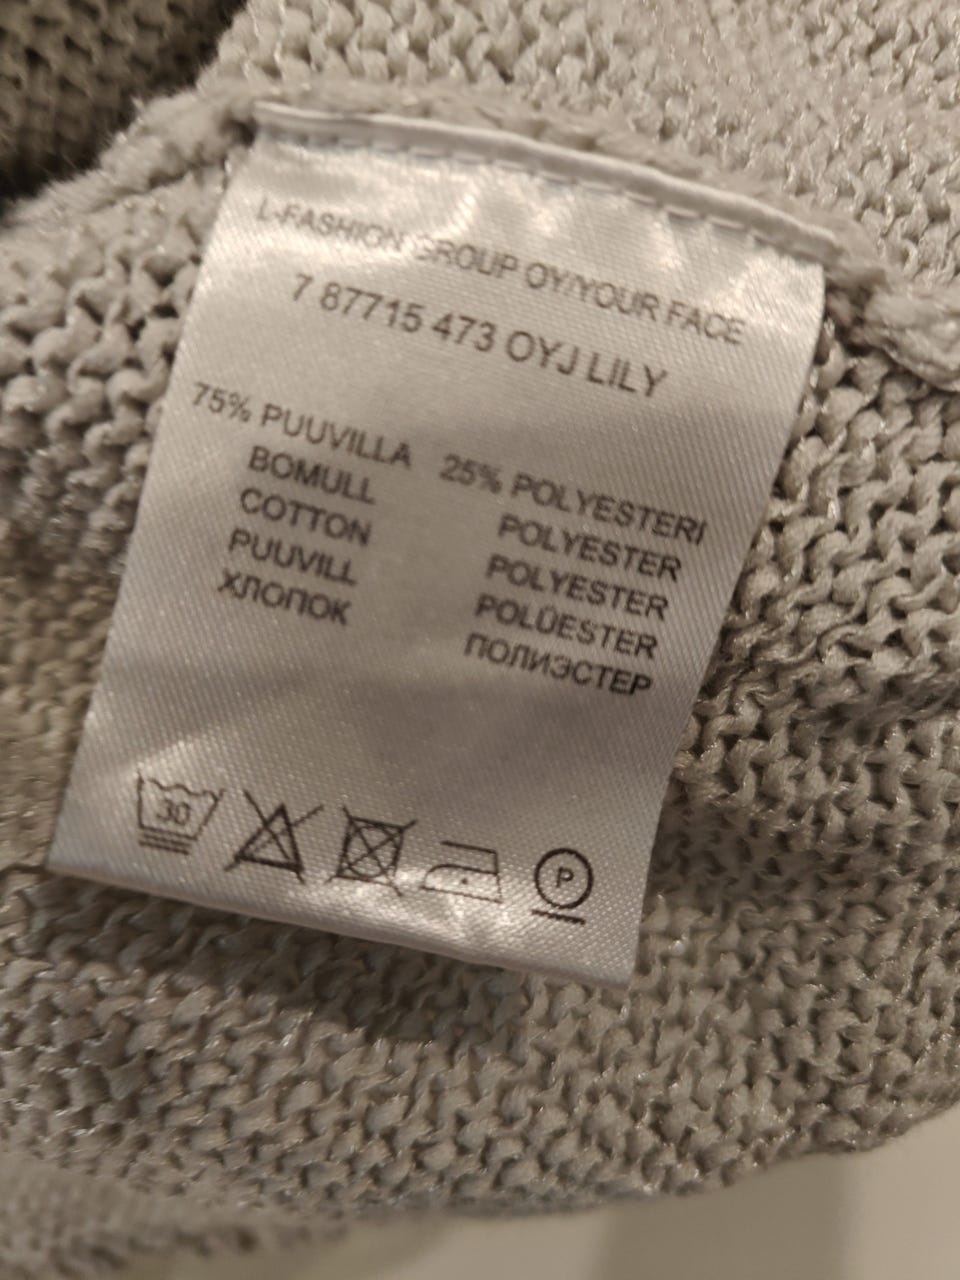 L-FASHION GROUP OY/YOUR FACE
7 87715 473 OYJ LILY
75% PUUVILLA 25% POLYESTERI
BOMULL POLYESTER
COTTON POLYESTER
PUUVILL POLÜESTER
ХЛОПОК ПОЛИЭСТЕР
30 P